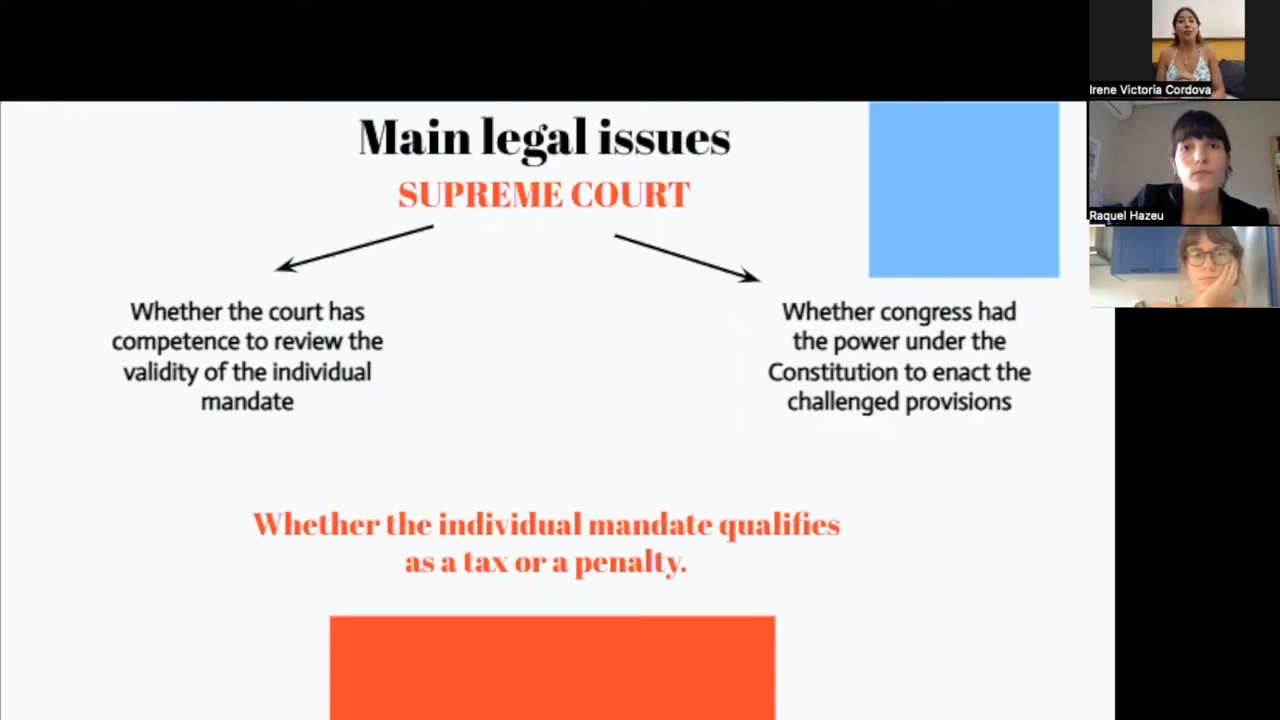 Main legal issues
SUPREME COURT
Whether the court has
competence to review the
validity of the individual
mandate
Whether congress had
the power under the
Constitution to enact the
challenged provisions
Whether the individual mandate qualifies
as a tax or a penalty.
Irene Victoria Cordova
Raquel Hazeu